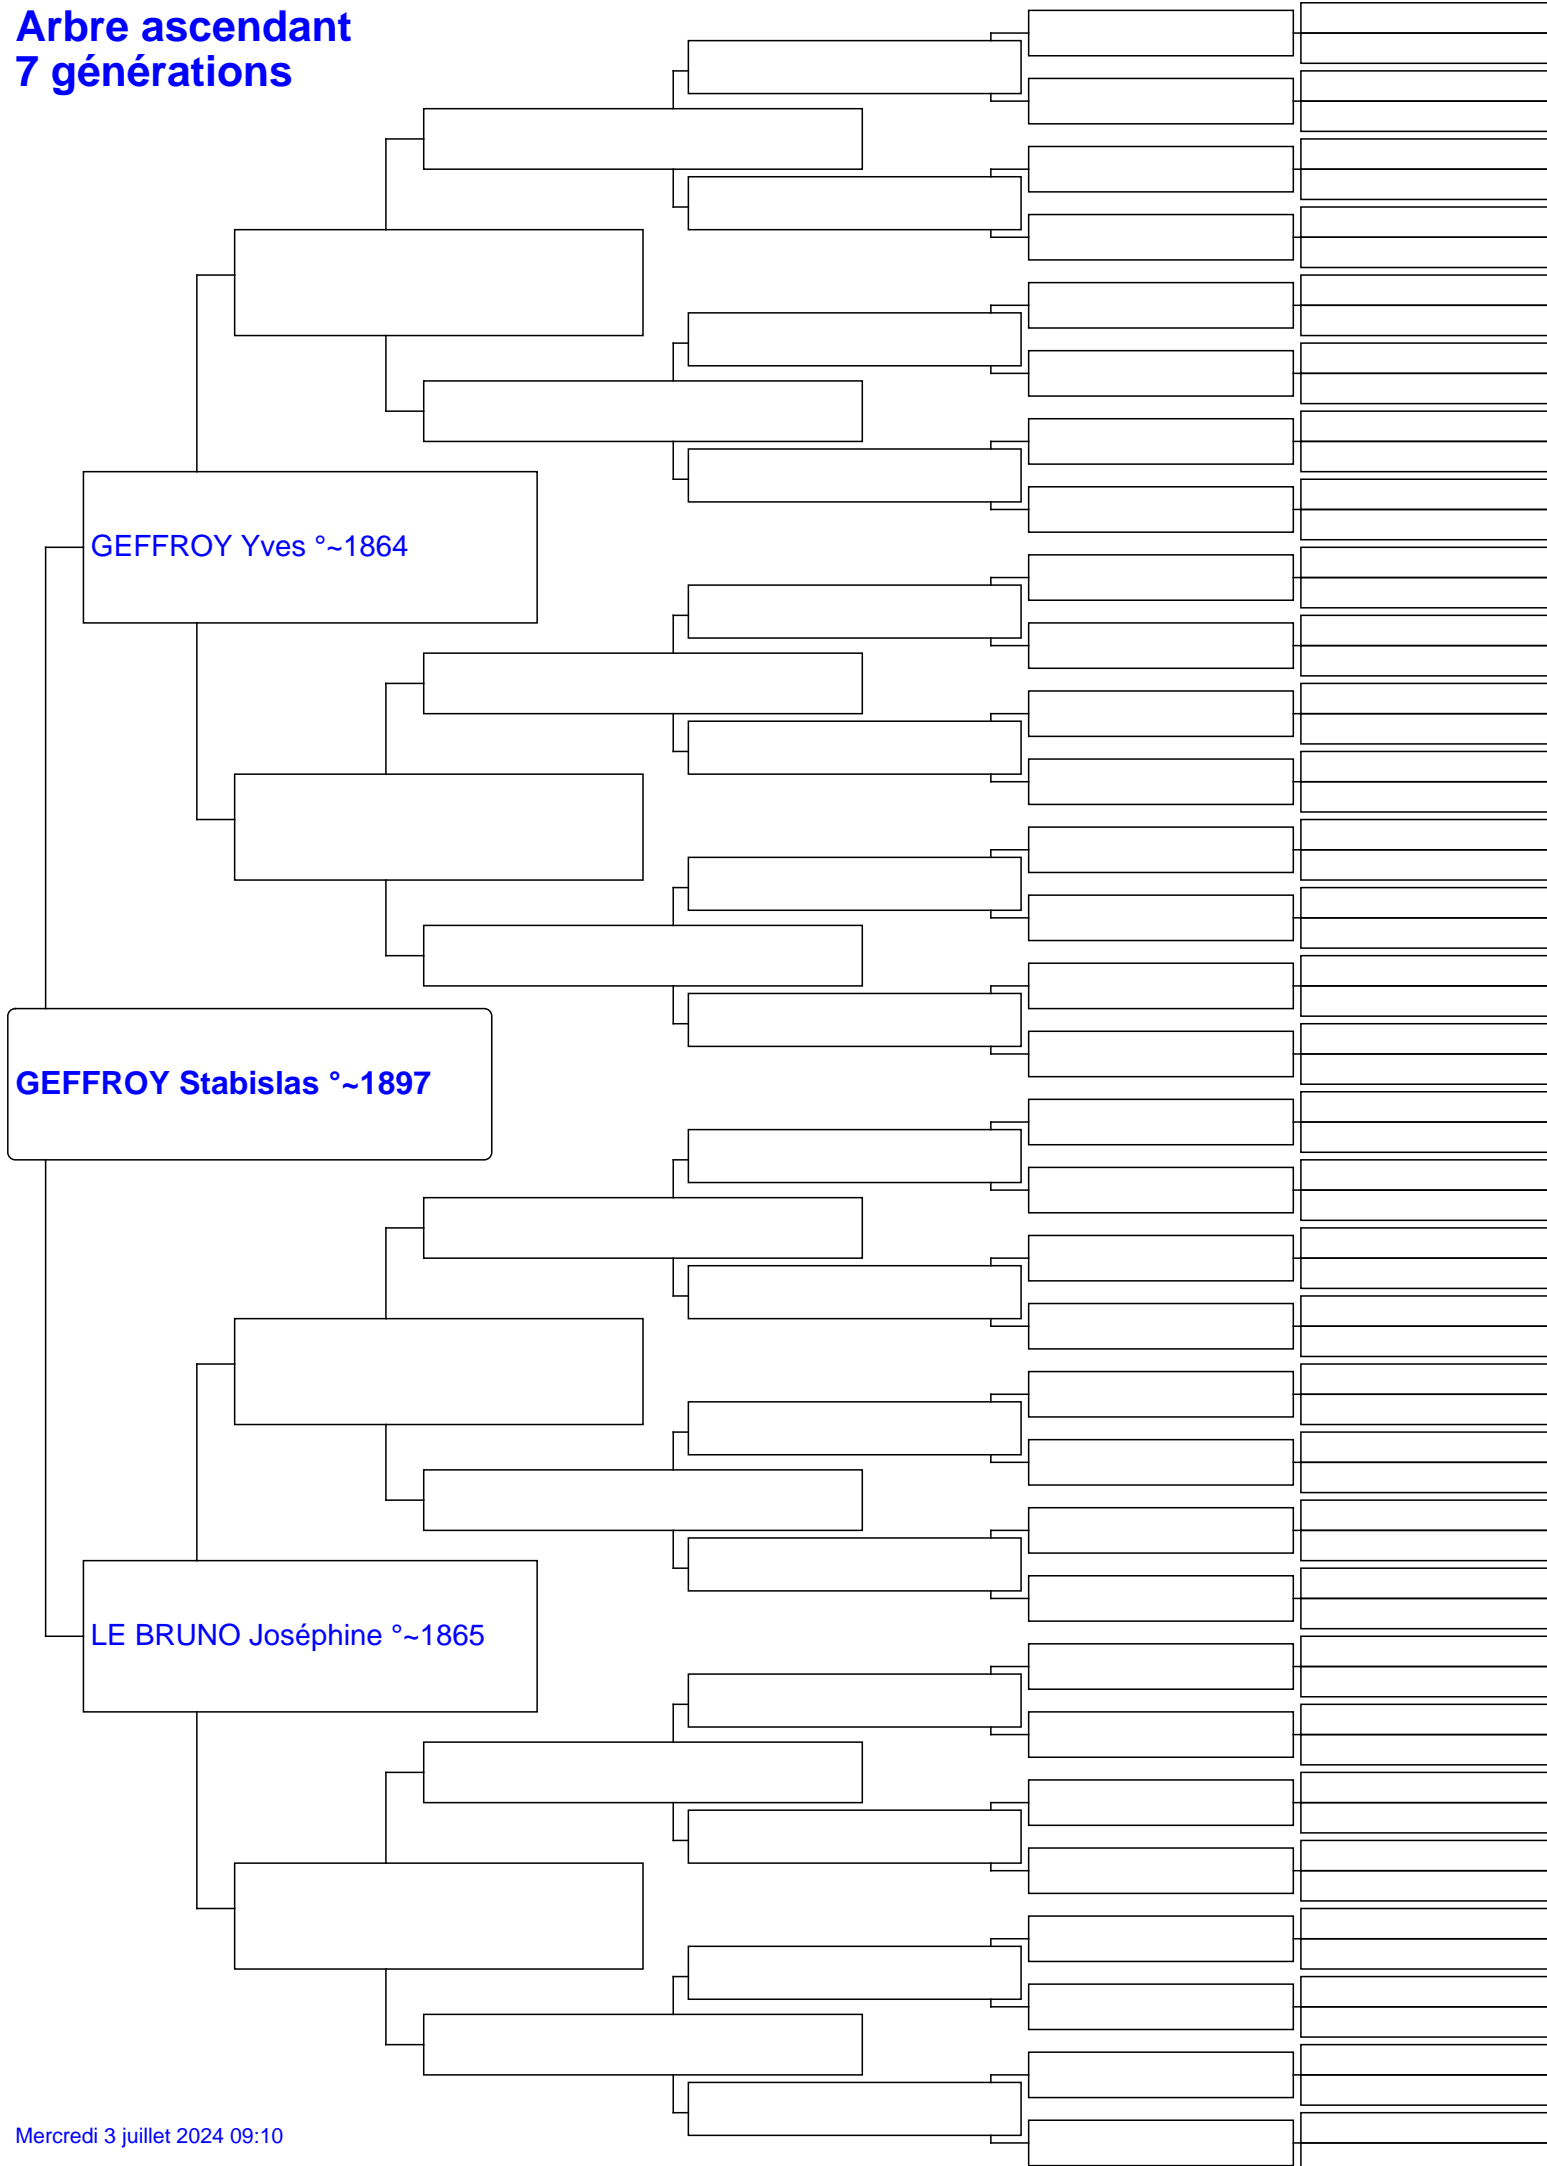 Arbre ascendant
7 générations
GEFFROY Yves °~1864
GEFFROY Stabislas °~1897
LE BRUNO Joséphine °~1865
Mercredi 3 juillet 2024 09:10